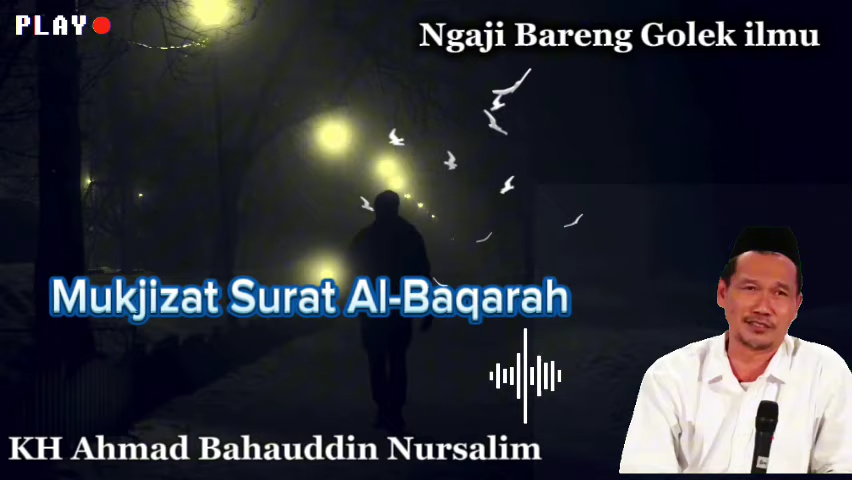 PLAY
Ngaji Bareng Golek ilmu
Mukjizat Surat Al-Baqarah
KH Ahmad Bahauddin Nursalim